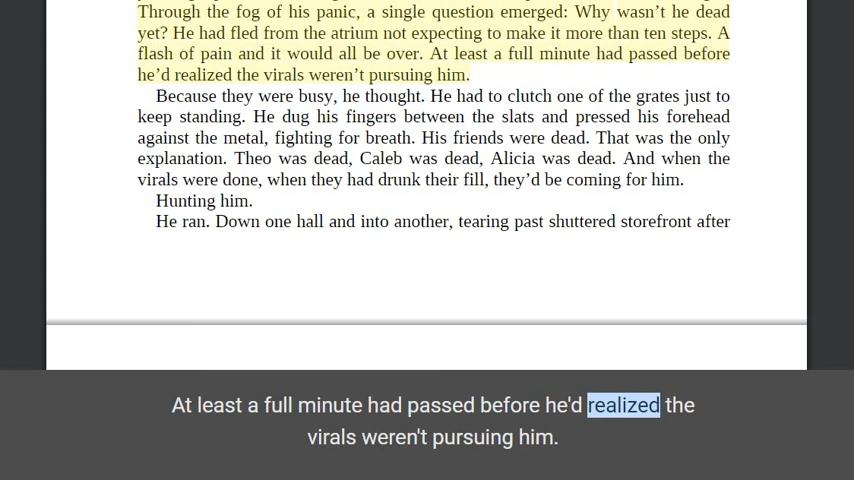 Through the fog of his panic, a single question emerged: Why wasn’t he dead
yet? He had fled from the atrium not expecting to make it more than ten steps. A
flash of pain and it would all be over. At least a full minute had passed before
he’d realized the virals weren’t pursuing him.
Because they were busy, he thought. He had to clutch one of the grates just to
keep standing. He dug his fingers between the slats and pressed his forehead
against the metal, fighting for breath. His friends were dead. That was the only
explanation. Theo was dead, Caleb was dead, Alicia was dead. And when the
virals were done, when they had drunk their fill, they’d be coming for him.
Hunting him.
He ran. Down one hall and into another, tearing past shuttered storefront after
At least a full minute had passed before he'd realized the
virals weren't pursuing him.